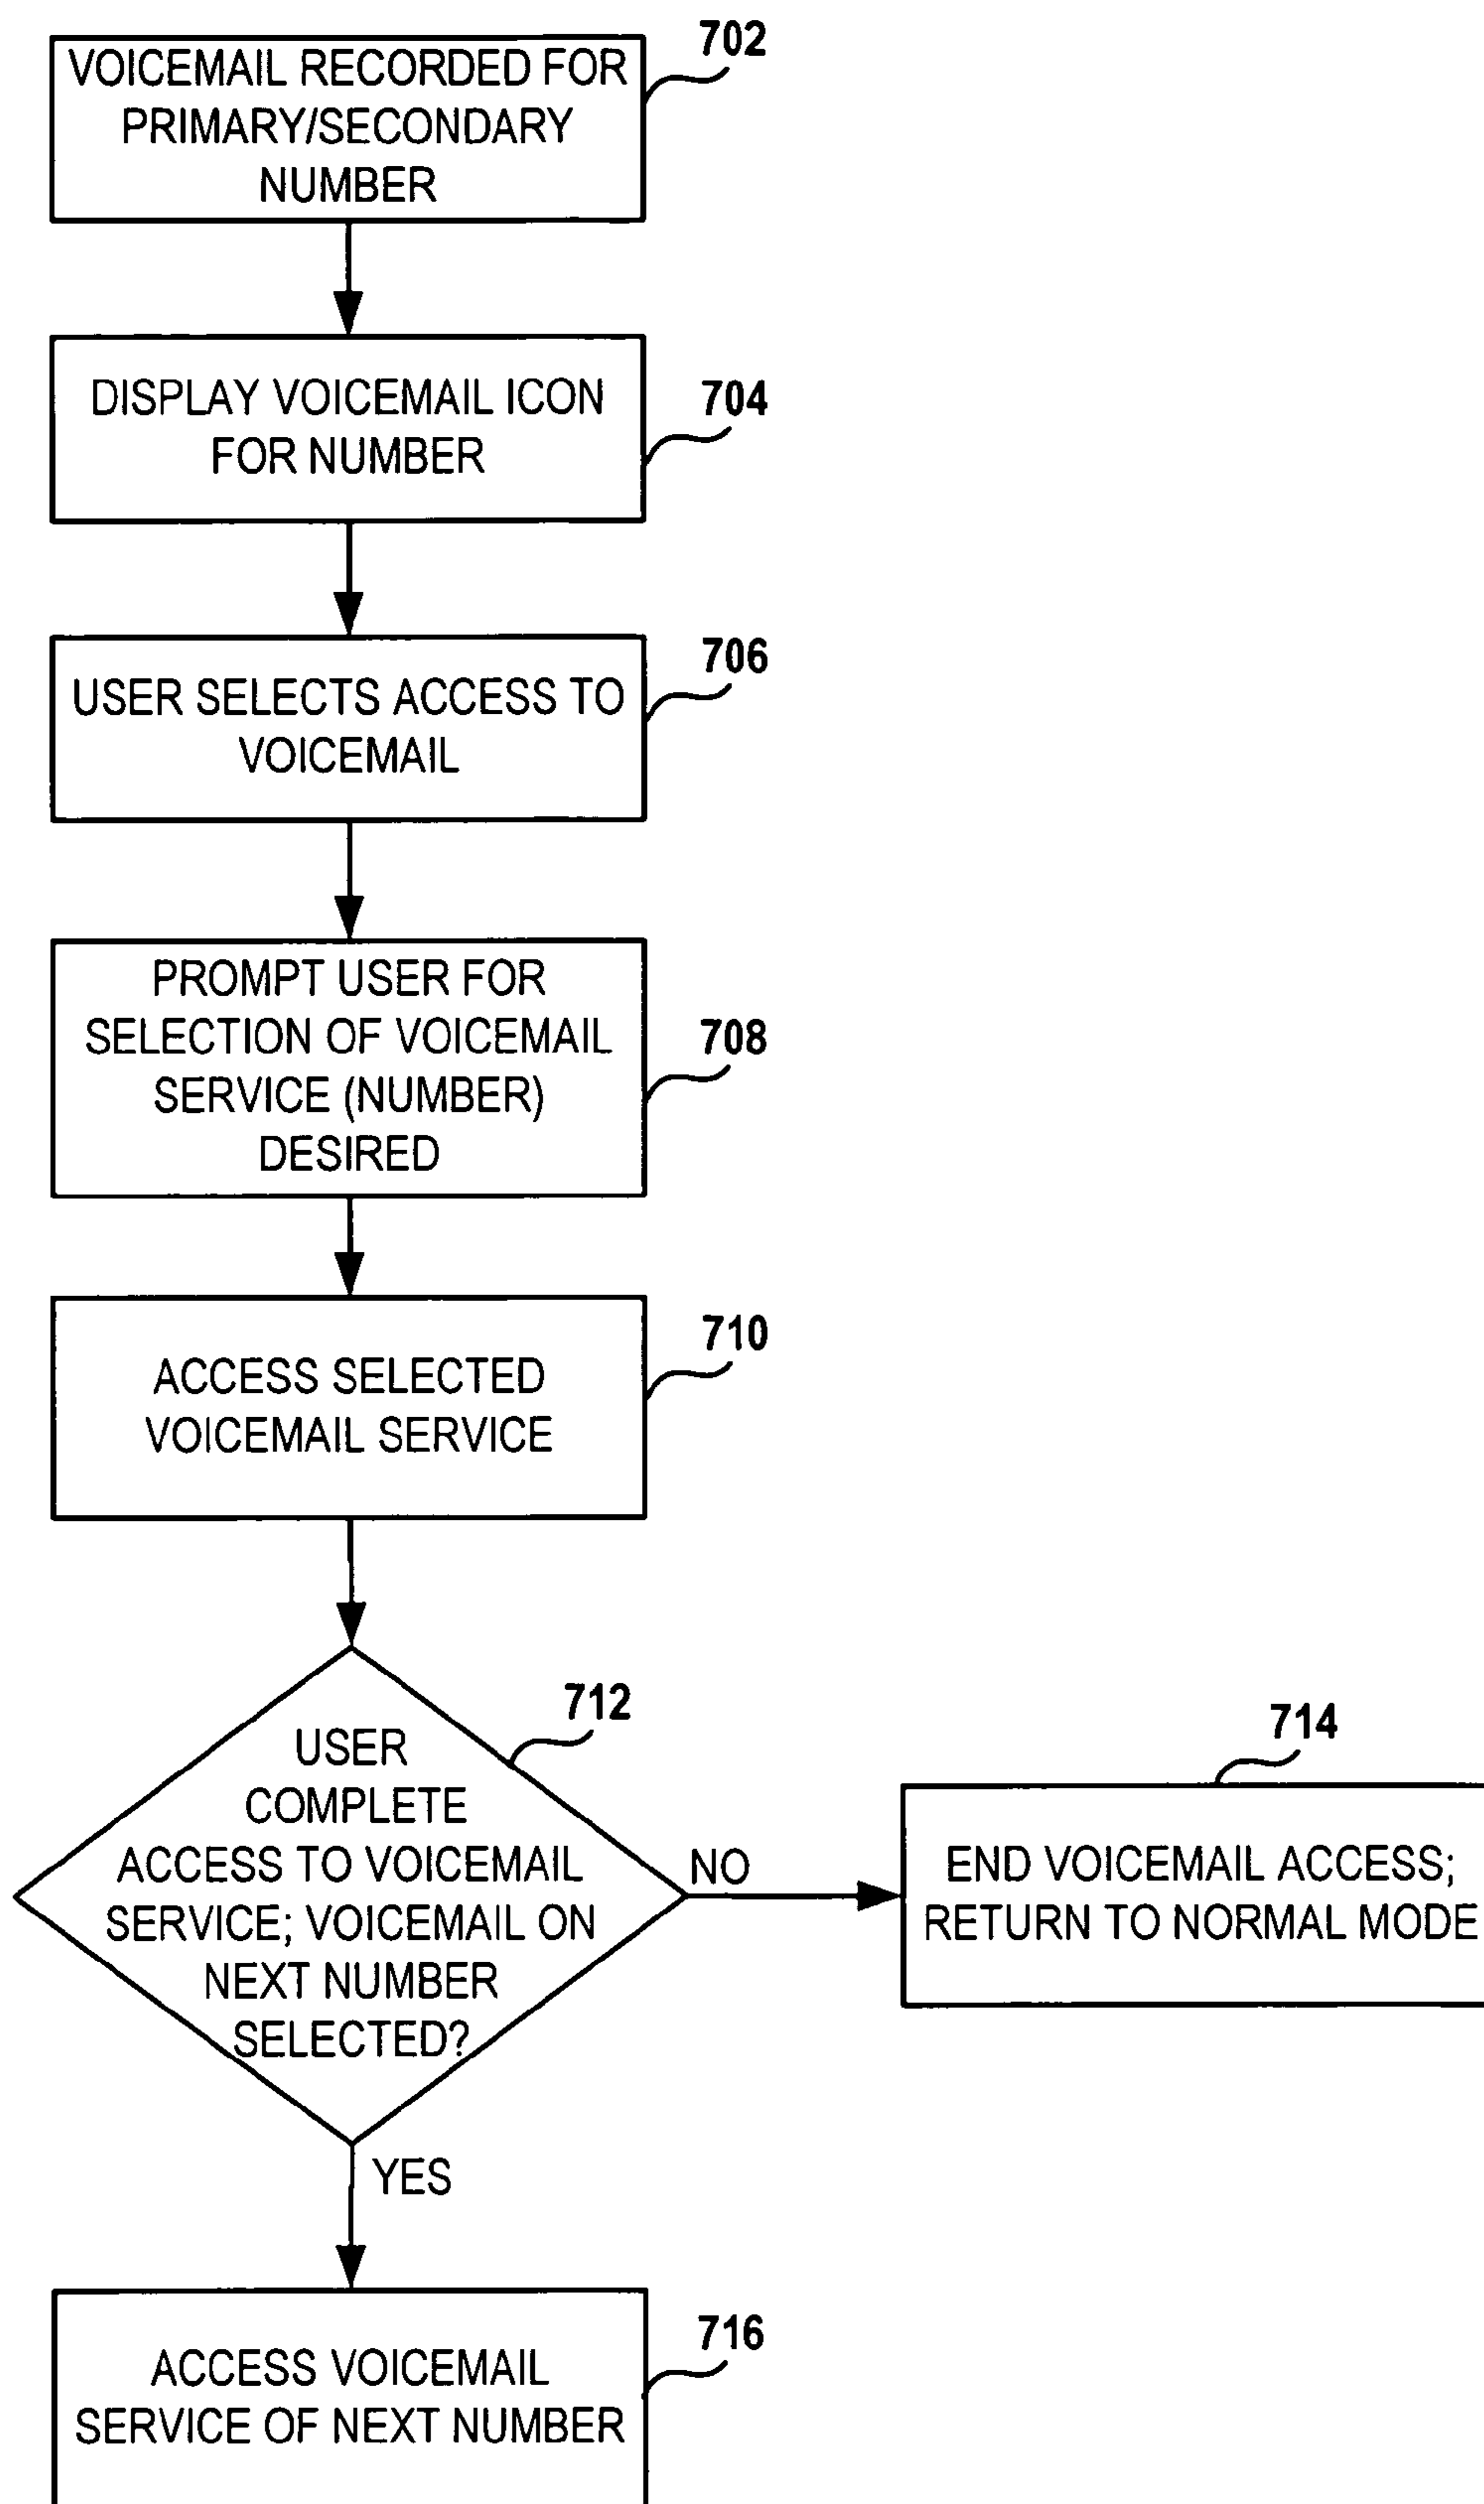 702
VOICEMAIL RECORDED FOR
PRIMARY/SECONDARY
NUMBER
704
DISPLAY VOICEMAIL ICON
FOR NUMBER
706
USER SELECTS ACCESS TO
VOICEMAIL
708
PROMPT USER FOR
SELECTION OF VOICEMAIL
SERVICE (NUMBER)
DESIRED
710
ACCESS SELECTED
VOICEMAIL SERVICE
712
USER
COMPLETE
ACCESS TO VOICEMAIL
SERVICE; VOICEMAIL ON
NEXT NUMBER
SELECTED?
NO
714
END VOICEMAIL ACCESS;
RETURN TO NORMAL MODE
YES
716
ACCESS VOICEMAIL
SERVICE OF NEXT NUMBER